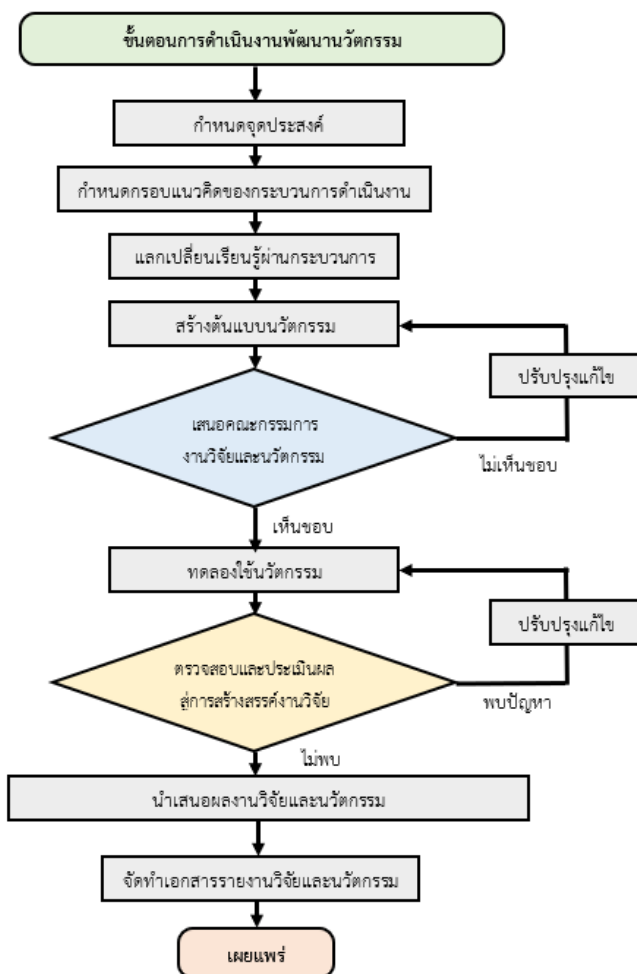 ขั้นตอนการดำเนินงานพัฒนานวัตกรรม
กำหนดจุดประสงค์
กำหนดกรอบแนวคิดของกระบวนการดำเนินงาน
แลกเปลี่ยนเรียนรู้ผ่านกระบวนการ
สร้างต้นแบบนวัตกรรม
ปรับปรุงแก้ไข
เสนอคณะกรรมการ
งานวิจัยและนวัตกรรม
ไม่เห็นชอบ
เห็นชอบ
ทดลองใช้นวัตกรรม
ปรับปรุงแก้ไข
ตรวจสอบและประเมินผล
สู่การสร้างสรรค์งานวิจัย
พบปัญหา
ไม่พบ
นำเสนอผลงานวิจัยและนวัตกรรม
จัดทำเอกสารรายงานวิจัยและนวัตกรรม
เผยแพร่